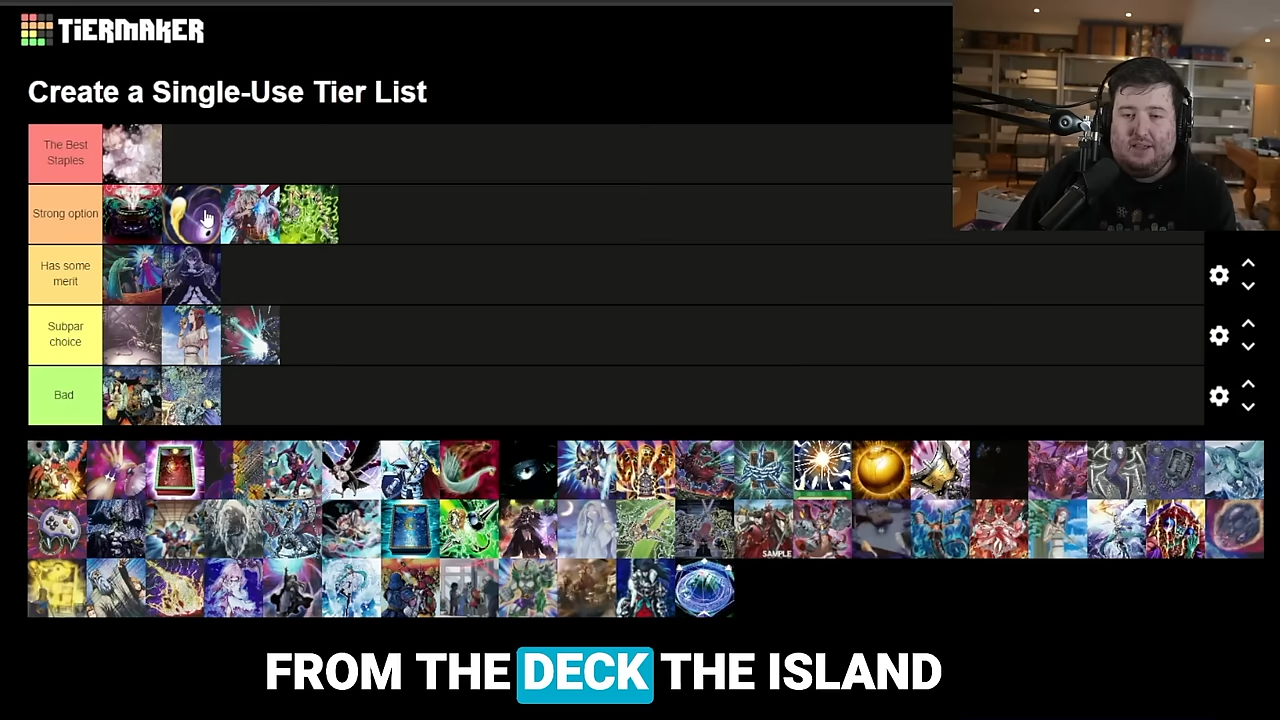 TiERMAKER
Create a Single-Use Tier List
The Best
Staples
Strong option
Has some
merit
Subpar
choice
Bad
SAMPLE
FROM THE DECK THE ISLAND